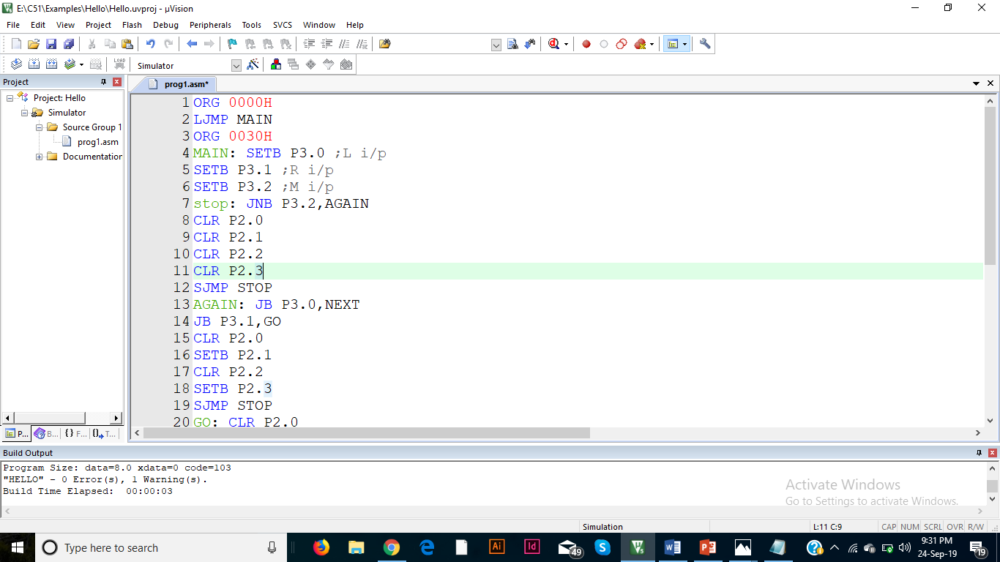 E:\C51\Examples\Hello\Hello.uvproj - µVision
File Edit View Project Flash Debug Peripherals Tools SVCS Window Help
LOAD Simulator
Project
prog1.asm*
Project: Hello
Simulator
Source Group 1
prog1.asm
Documentation
1 ORG 0000H
2 LJMP MAIN
3 ORG 0030H
4 MAIN: SETB P3.0 ;L i/p
5 SETB P3.1 ;R i/p
6 SETB P3.2 ;M i/p
7 stop: JNB P3.2,AGAIN
8 CLR P2.0
9 CLR P2.1
10 CLR P2.2
11 CLR P2.3
12 SJMP STOP
13 AGAIN: JB P3.0,NEXT
14 JB P3.1,GO
15 CLR P2.0
16 SETB P2.1
17 CLR P2.2
18 SETB P2.3
19 SJMP STOP
20 GO: CLR P2.0
P... B... {} F... 0 T...
Build Output
Program Size: data=8.0 xdata=0 code=103
"HELLO" - 0 Error(s), 1 Warning(s).
Build Time Elapsed:  00:00:03
Activate Windows
Go to Settings to activate Windows.
Simulation L:11 C:9 CAP NUM SCRL OVR R/W
Type here to search
Ai Id 49
9:31 PM
24-Sep-19
19